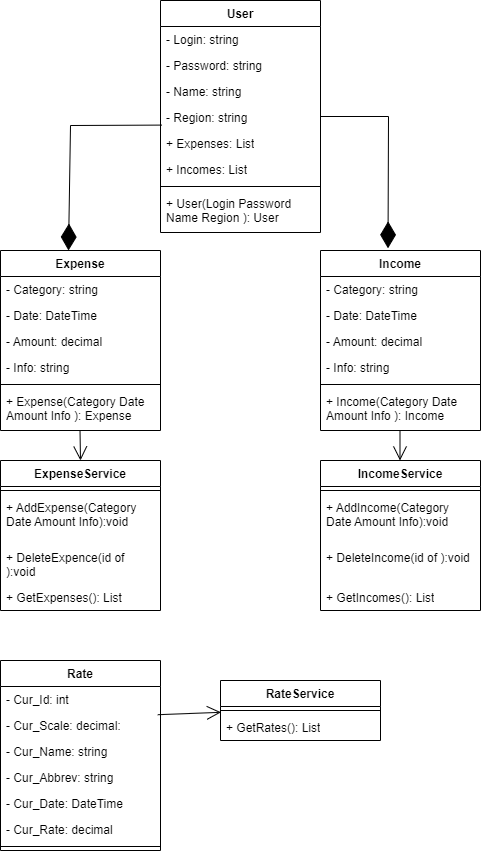 User
- Login: string
- Password: string
- Name: string
- Region: string
+ Expenses: List
+ Incomes: List
+ User(Login Password
Name Region ): User
Expense
- Category: string
- Date: DateTime
- Amount: decimal
- Info: string
+ Expense(Category Date
Amount Info ): Expense
Income
- Category: string
- Date: DateTime
- Amount: decimal
- Info: string
+ Income(Category Date
Amount Info ): Income
ExpenseService
+ AddExpense(Category
Date Amount Info):void
+ DeleteExpence(id of
):void
+ GetExpenses(): List
IncomeService
+ AddIncome(Category
Date Amount Info):void
+ DeleteIncome(id of ):void
+ GetIncomes(): List
Rate
- Cur_Id: int
- Cur_Scale: decimal:
- Cur_Name: string
- Cur_Abbrev: string
- Cur_Date: DateTime
- Cur_Rate: decimal
RateService
+ GetRates(): List